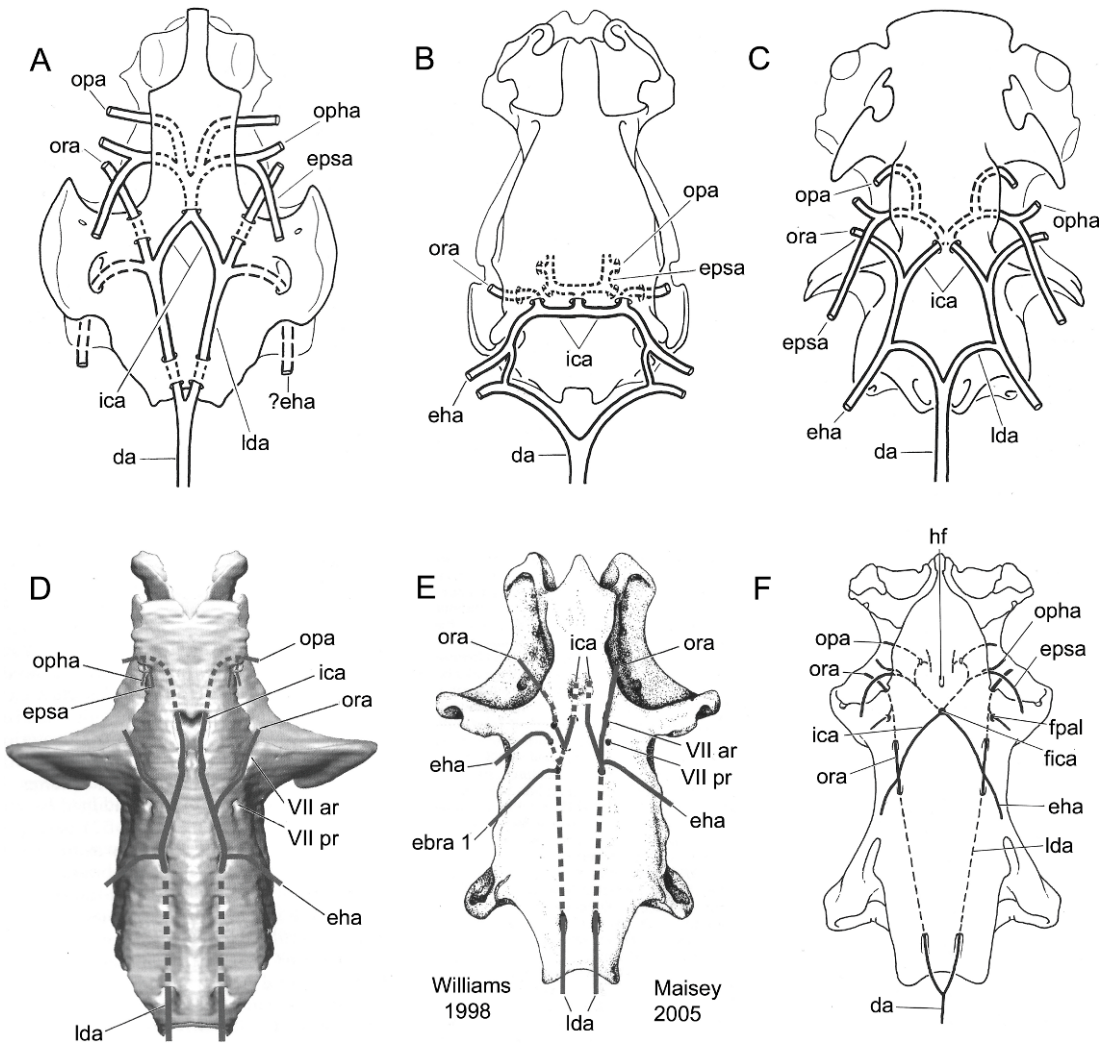 A
opa
ora
opha
epsa
ica
?eha
lda
da
B
opa
ora
epsa
ica
eha
da
C
opa
ora
opha
ica
epsa
eha
lda
da
D
opha
epsa
opa
ica
ora
VII ar
VII pr
eha
lda
E
ora
ica
ora
eha
VII ar
VII pr
ebra 1
eha
Williams
1998
lda
Maisey
2005
F
hf
opa
ora
opha
epsa
ica
fpal
ora
fica
eha
lda
da